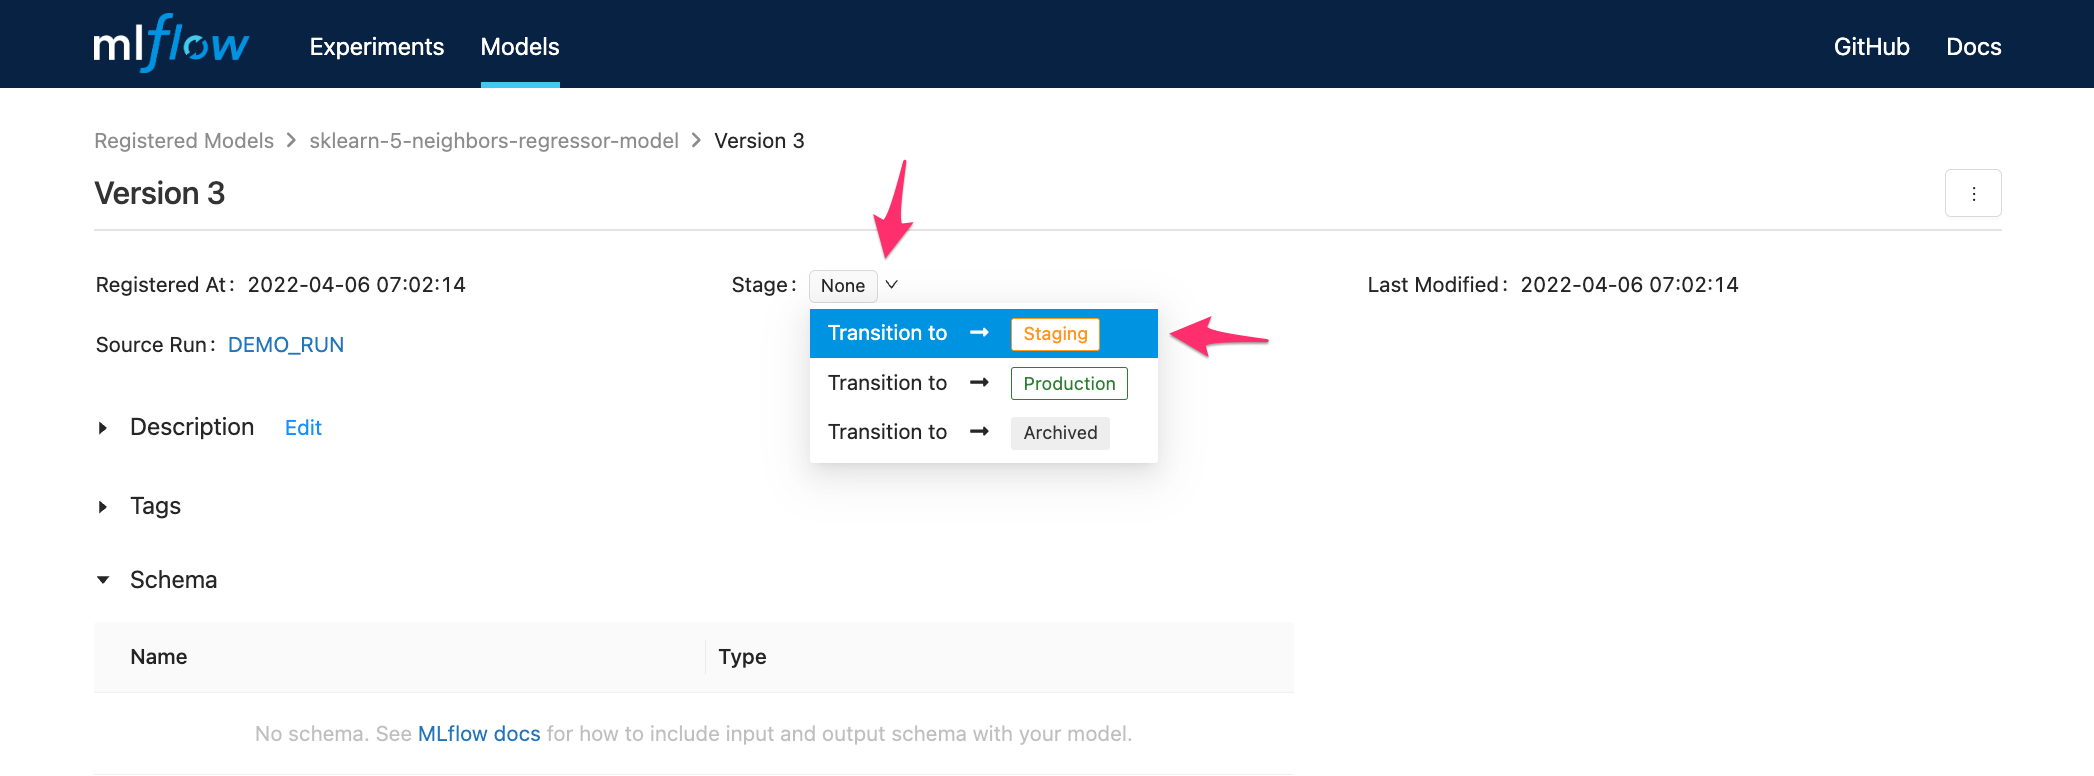 mlflow Experiments Models GitHub Docs
Registered Models > sklearn-5-neighbors-regressor-model > Version 3
Version 3
Registered At: 2022-04-06 07:02:14 Stage: None Last Modified: 2022-04-06 07:02:14
Transition to → Staging
Source Run: DEMO_RUN
Transition to → Production
Transition to → Archived
Description Edit
Tags
Schema
Name Type
No schema. See MLflow docs for how to include input and output schema with your model.